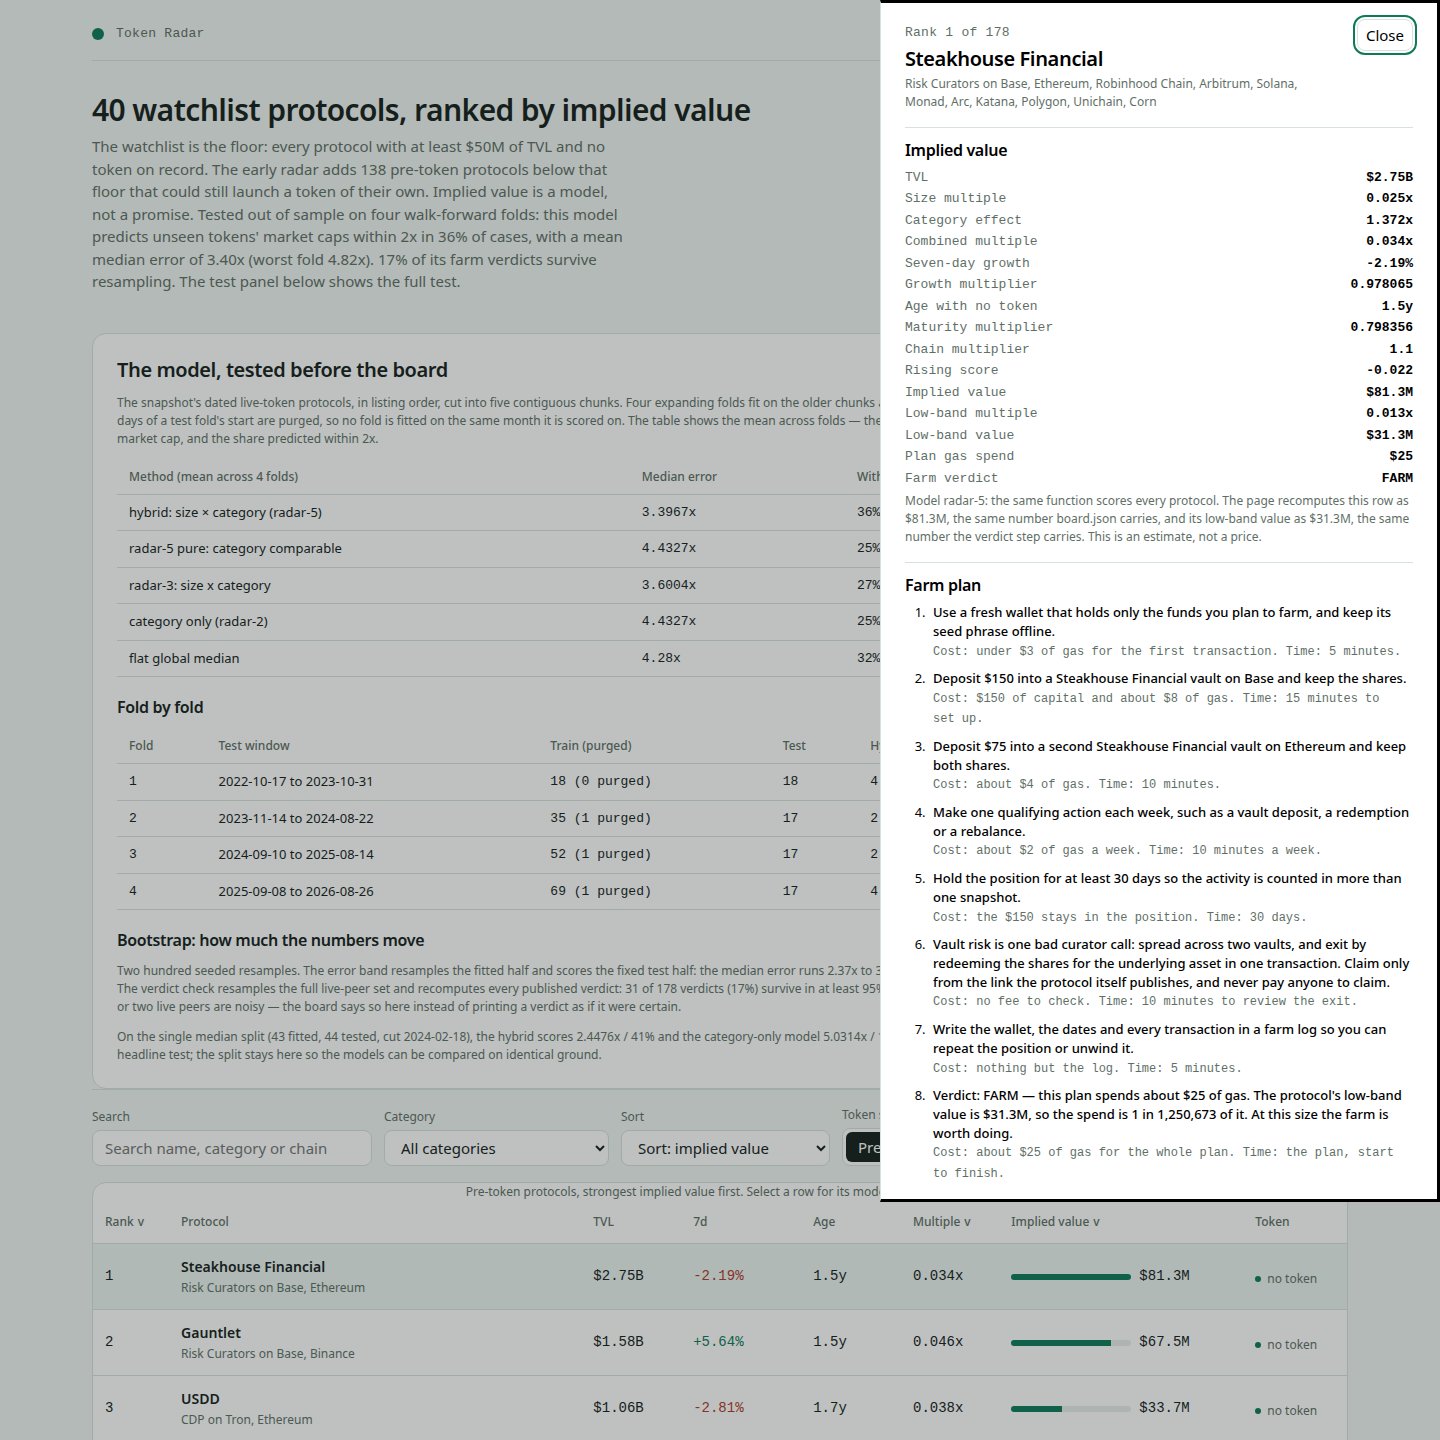 Token Radar
40 watchlist protocols, ranked by implied value
The watchlist is the floor: every protocol with at least $50M of TVL and no
token on record. The early radar adds 138 pre-token protocols below that
floor that could still launch a token of their own. Implied value is a model,
not a promise. Tested out of sample on four walk-forward folds: this model
predicts unseen tokens' market caps within 2x in 36% of cases, with a mean
median error of 3.40x (worst fold 4.82x). 17% of its farm verdicts survive
resampling. The test panel below shows the full test.
The model, tested before the board
The snapshot's dated live-token protocols, in listing order, cut into five contiguous chunks. Four expanding folds fit on the older chunks
days of a test fold's start are purged, so no fold is fitted on the same month it is scored on. The table shows the mean across folds — the
market cap, and the share predicted within 2x.
Method (mean across 4 folds) Median error
hybrid: size × category (radar-5) 3.3967x 36%
radar-5 pure: category comparable 4.4327x 25%
radar-3: size x category 3.6004x 27%
category only (radar-2) 4.4327x 25%
flat global median 4.28x 32%
Fold by fold
Fold Test window Train (purged) Test
1 2022-10-17 to 2023-10-31 18 (0 purged) 18 4
2 2023-11-14 to 2024-08-22 35 (1 purged) 17 2
3 2024-09-10 to 2025-08-14 52 (1 purged) 17 2
4 2025-09-08 to 2026-08-26 69 (1 purged) 17 4
Bootstrap: how much the numbers move
Two hundred seeded resamples. The error band resamples the fitted half and scores the fixed test half: the median error runs 2.37x to
The verdict check resamples the full live-peer set and recomputes every published verdict: 31 of 178 verdicts (17%) survive in at least 95%
or two live peers are noisy — the board says so here instead of printing a verdict as if it were certain.
On the single median split (43 fitted, 44 tested, cut 2024-02-18), the hybrid scores 2.4476x / 41% and the category-only model 5.0314x /
headline test; the split stays here so the models can be compared on identical ground.
Search Category Sort Token
Search name, category or chain All categories Sort: implied value Pre
Pre-token protocols, strongest implied value first. Select a row for its
Rank v Protocol TVL 7d Age Multiple v Implied value v Token
1 Steakhouse Financial $2.75B -2.19% 1.5y 0.034x $81.3M no token
Risk Curators on Base, Ethereum
2 Gauntlet $1.58B +5.64% 1.5y 0.046x $67.5M no token
Risk Curators on Base, Binance
3 USDD $1.06B -2.81% 1.7y 0.038x $33.7M no token
CDP on Tron, Ethereum
Rank 1 of 178
Close
Steakhouse Financial
Risk Curators on Base, Ethereum, Robinhood Chain, Arbitrum, Solana,
Monad, Arc, Katana, Polygon, Unichain, Corn
Implied value
TVL $2.75B
Size multiple 0.025x
Category effect 1.372x
Combined multiple 0.034x
Seven-day growth -2.19%
Growth multiplier 0.978065
Age with no token 1.5y
Maturity multiplier 0.798356
Chain multiplier 1.1
Rising score -0.022
Implied value $81.3M
Low-band multiple 0.013x
Low-band value $31.3M
Plan gas spend $25
Farm verdict FARM
Model radar-5: the same function scores every protocol. The page recomputes this row as
$81.3M, the same number board.json carries, and its low-band value as $31.3M, the same
number the verdict step carries. This is an estimate, not a price.
Farm plan
1. Use a fresh wallet that holds only the funds you plan to farm, and keep its
seed phrase offline.
Cost: under $3 of gas for the first transaction. Time: 5 minutes.
2. Deposit $150 into a Steakhouse Financial vault on Base and keep the shares.
Cost: $150 of capital and about $8 of gas. Time: 15 minutes to
set up.
3. Deposit $75 into a second Steakhouse Financial vault on Ethereum and keep
both shares.
Cost: about $4 of gas. Time: 10 minutes.
4. Make one qualifying action each week, such as a vault deposit, a redemption
or a rebalance.
Cost: about $2 of gas a week. Time: 10 minutes a week.
5. Hold the position for at least 30 days so the activity is counted in more than
one snapshot.
Cost: the $150 stays in the position. Time: 30 days.
6. Vault risk is one bad curator call: spread across two vaults, and exit by
redeeming the shares for the underlying asset in one transaction. Claim only
from the link the protocol itself publishes, and never pay anyone to claim.
Cost: no fee to check. Time: 10 minutes to review the exit.
7. Write the wallet, the dates and every transaction in a farm log so you can
repeat the position or unwind it.
Cost: nothing but the log. Time: 5 minutes.
8. Verdict: FARM — this plan spends about $25 of gas. The protocol's low-band
value is $31.3M, so the spend is 1 in 1,250,673 of it. At this size the farm is
worth doing.
Cost: about $25 of gas for the whole plan. Time: the plan, start
to finish.